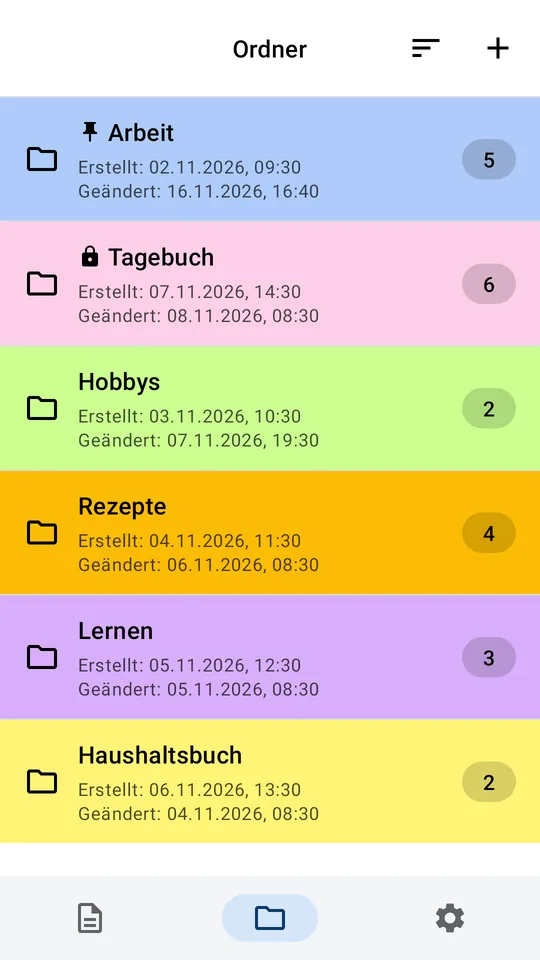 Ordner
Arbeit
Erstellt: 02.11.2026, 09:30
Geändert: 16.11.2026, 16:40
5
Tagebuch
Erstellt: 07.11.2026, 14:30
Geändert: 08.11.2026, 08:30
6
Hobbys
Erstellt: 03.11.2026, 10:30
Geändert: 07.11.2026, 19:30
2
Rezepte
Erstellt: 04.11.2026, 11:30
Geändert: 06.11.2026, 08:30
4
Lernen
Erstellt: 05.11.2026, 12:30
Geändert: 05.11.2026, 08:30
3
Haushaltsbuch
Erstellt: 06.11.2026, 13:30
Geändert: 04.11.2026, 08:30
2